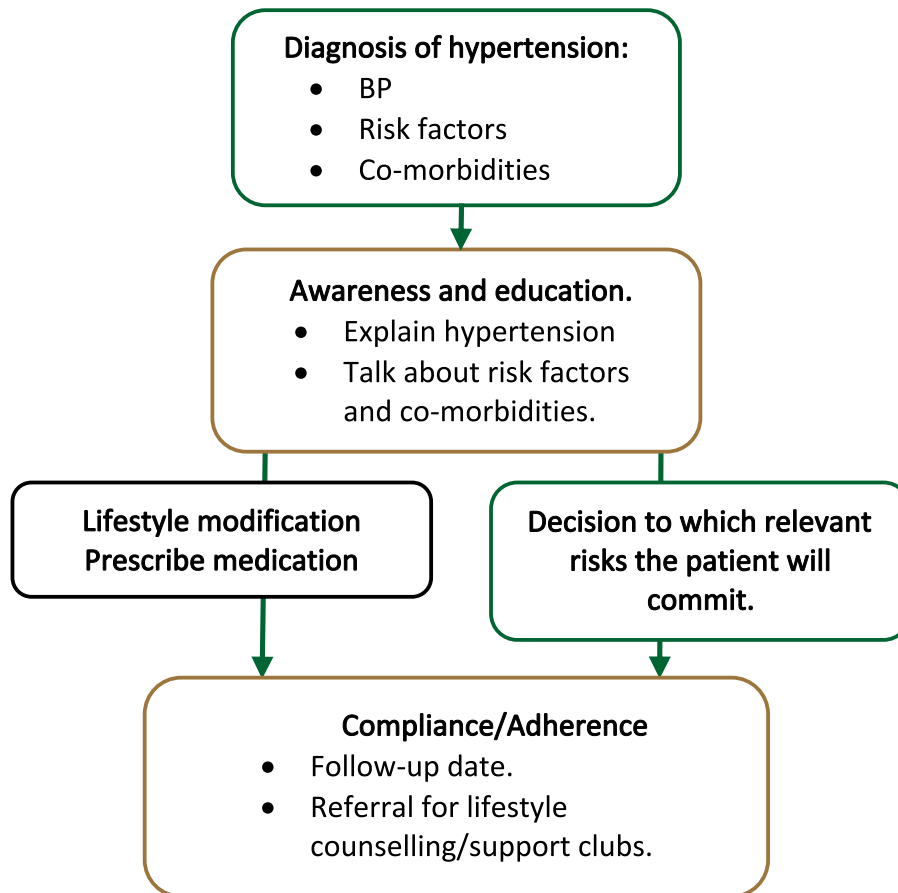 Diagnosis of hypertension:
• BP
• Risk factors
• Co-morbidities
Awareness and education.
• Explain hypertension
• Talk about risk factors
and co-morbidities.
Lifestyle modification
Prescribe medication
Decision to which relevant
risks the patient will
commit.
Compliance/Adherence
• Follow-up date.
• Referral for lifestyle
counselling/support clubs.